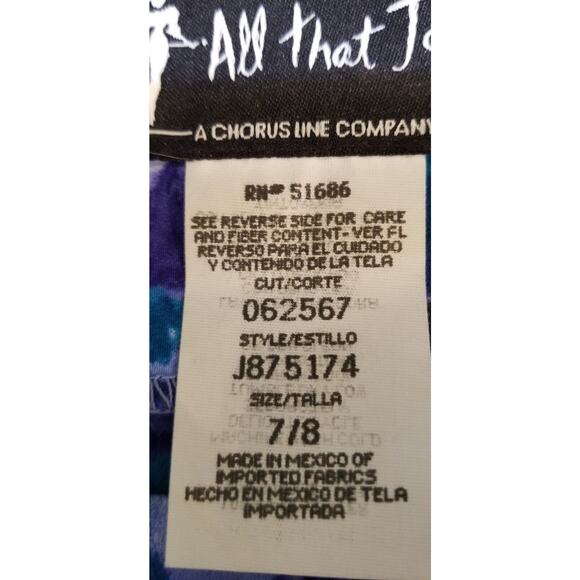 All that
A CHORUS LINE COMPANY
RN# 51686
SEE REVERSE SIDE FOR CARE
AND FIBER CONTENT-VER FL
REVERSO PARA EL CUIDADO
Y CONTENIDO DE LA TELA
CUT/CORTE
062567
STYLE/ESTILLO
J875174
SIZE/TALLA
7/8
MADE IN MEXICO OF
IMPORTED FABRICS
HECHO EN MEXICO DE TELA
IMPORTADA